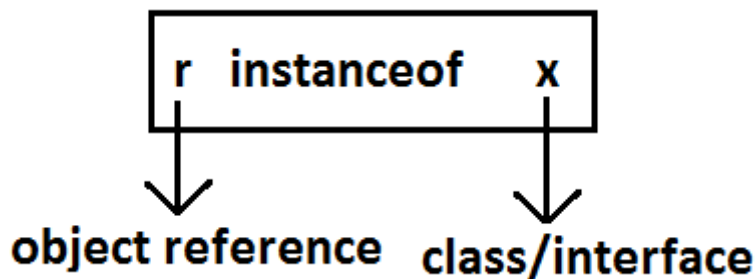 r instanceof x
object reference
class/interface